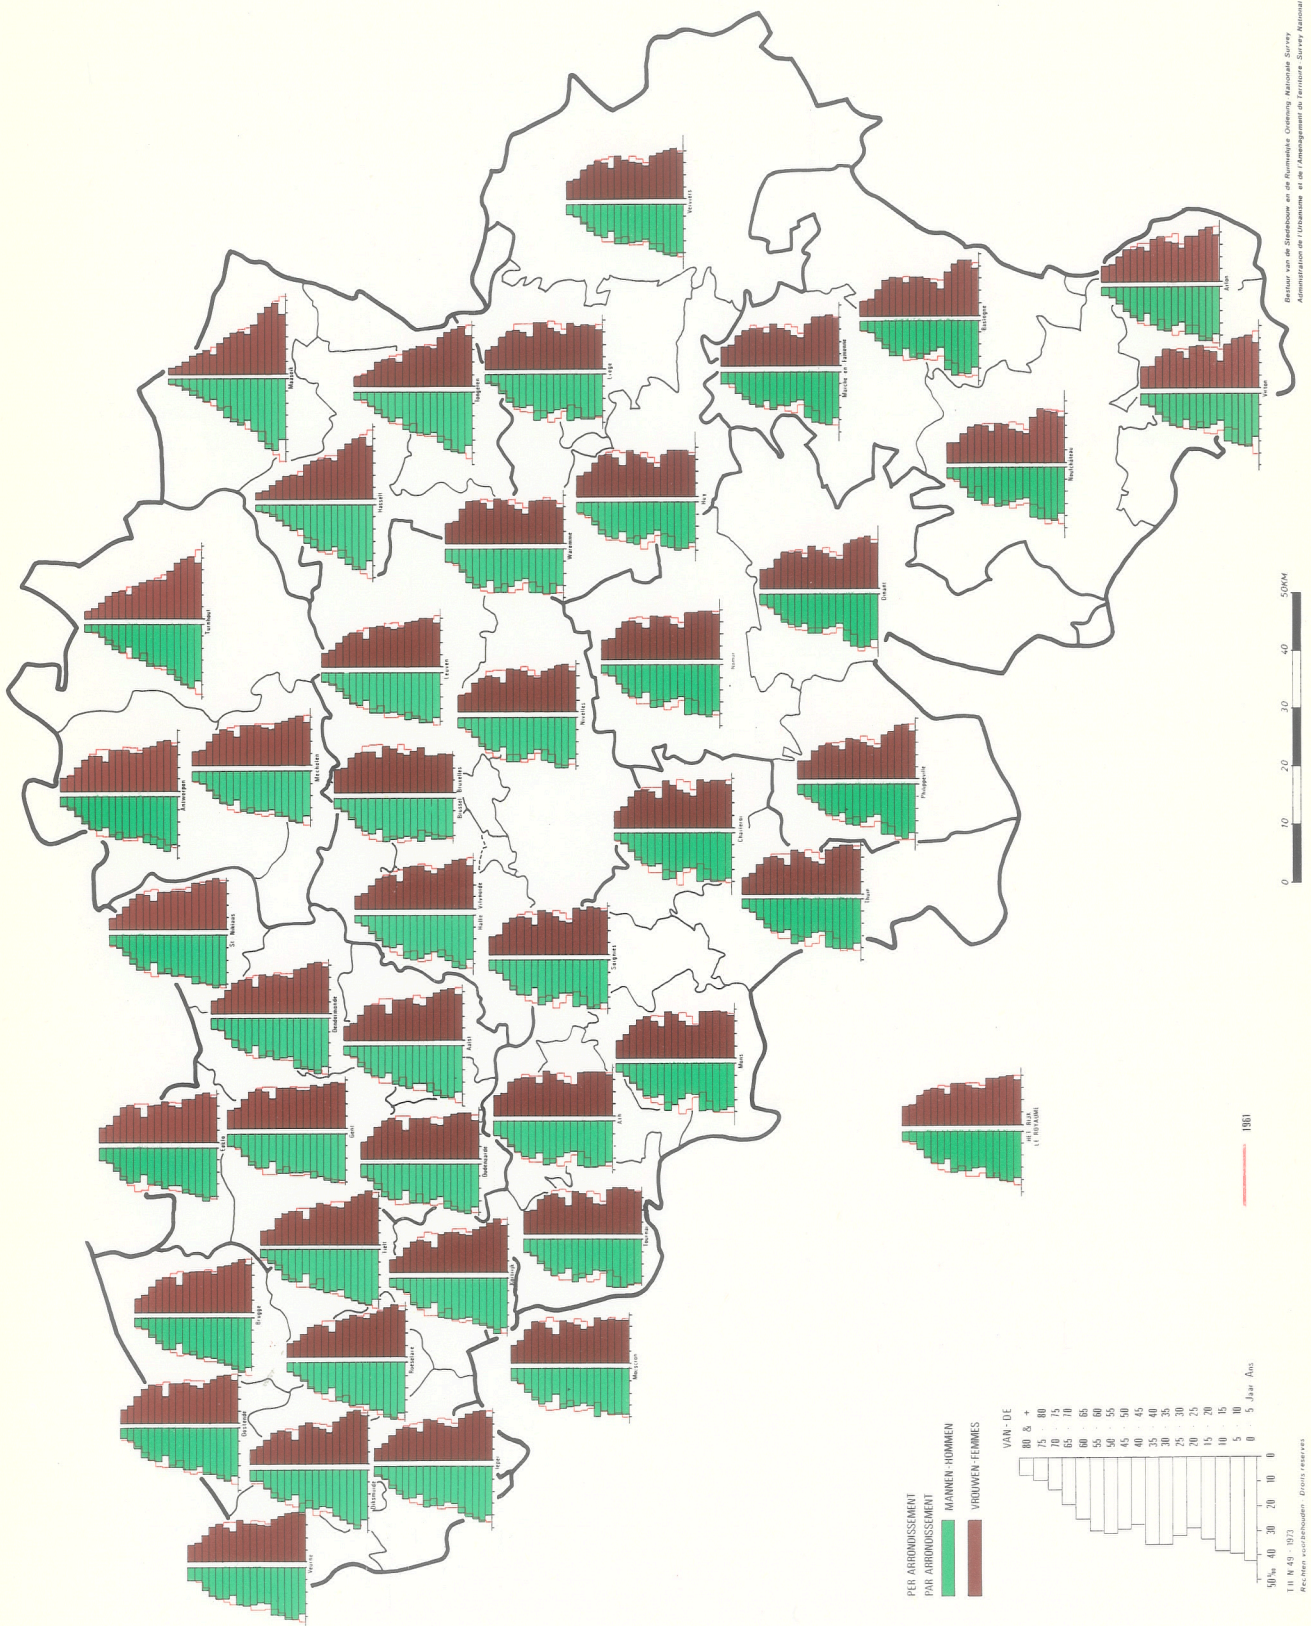 Bestuur van de Stedebouw en de Ruimtelijke Ordening - Nationale Survey
Administration de l'Urbanisme et de l'Aménagement du Territoire - Survey National
Verviers
Maaseik
Tongeren
Liège
Hasselt
Waremme
Huy
Marche en Famenne
Bastogne
Arlon
Virton
Neufchâteau
Dinant
Namur
Philippeville
Turnhout
Leuven
Nivelles
Antwerpen
Mechelen
Brussel Bruxelles
Charleroi
Thuin
St. Niklaas
Halle Vilvoorde
Soignies
Dendermonde
Aalst
Mons
Ath
Eeklo
Gent
Oudenaarde
Tielt
Kortrijk
Tournai
Brugge
Roeselare
Mouscron
Oostende
Diksmuide
Ieper
Veurne
HET RIJK
LE ROYAUME
1961
0 10 20 30 40 50KM
PER ARRONDISSEMENT
PAR ARRONDISSEMENT
MANNEN-HOMMEN
VROUVEN-FEMMES
VAN - DE
80 & +
75 - 80
70 - 75
65 - 70
60 - 65
55 - 60
50 - 55
45 - 50
40 - 45
35 - 40
30 - 35
25 - 30
20 - 25
15 - 20
10 - 15
5 - 10
0 - 5 Jaar Ans
50‰ 40 30 20 10 0
T II N 49 - 1973
Rechten voorbehouden - Droits reserves